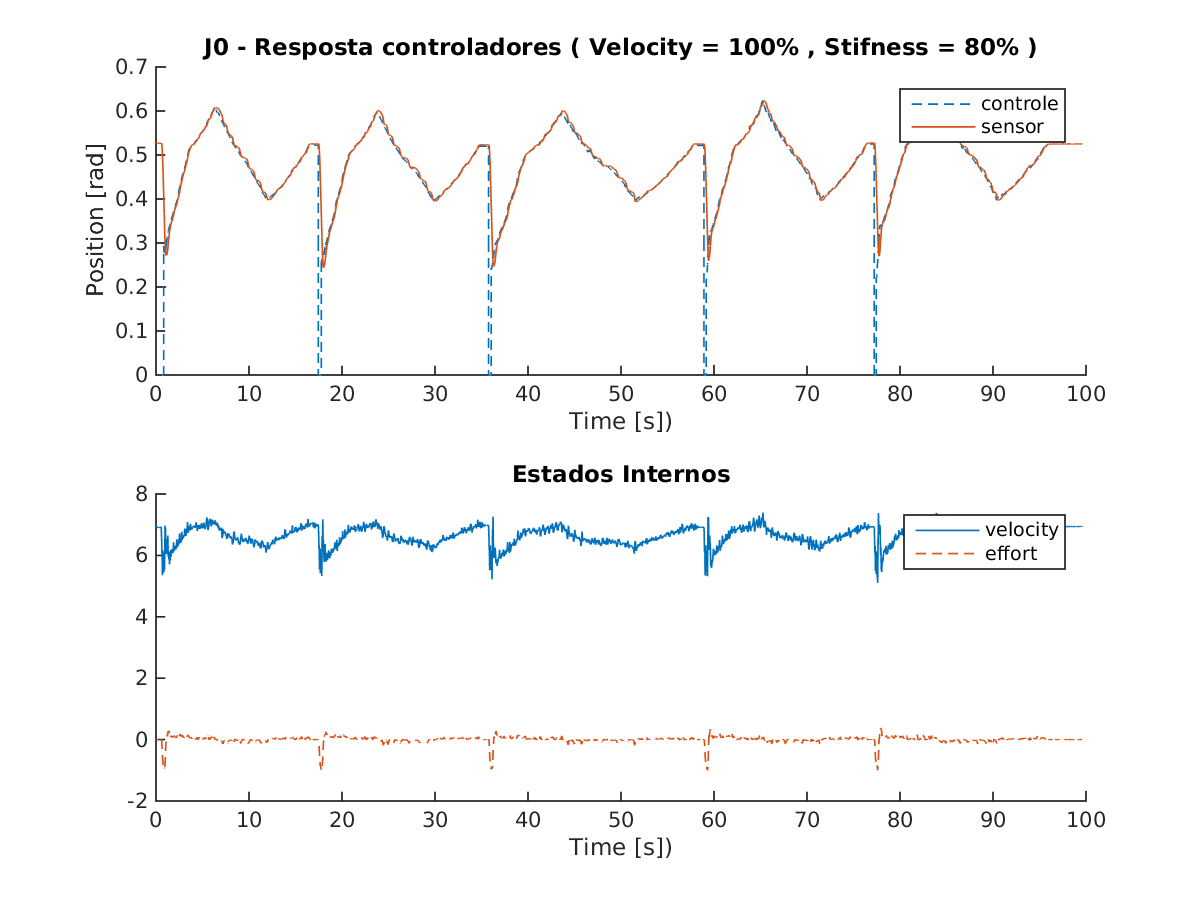 J0 - Resposta controladores ( Velocity = 100% , Stifness = 80% )
0.7
0.6
0.5
0.4
0.3
0.2
0.1
0
Position [rad]
controle
sensor
0 10 20 30 40 50 60 70 80 90 100
Time [s])
Estados Internos
8
6
4
2
0
-2
velocity
effort
0 10 20 30 40 50 60 70 80 90 100
Time [s])